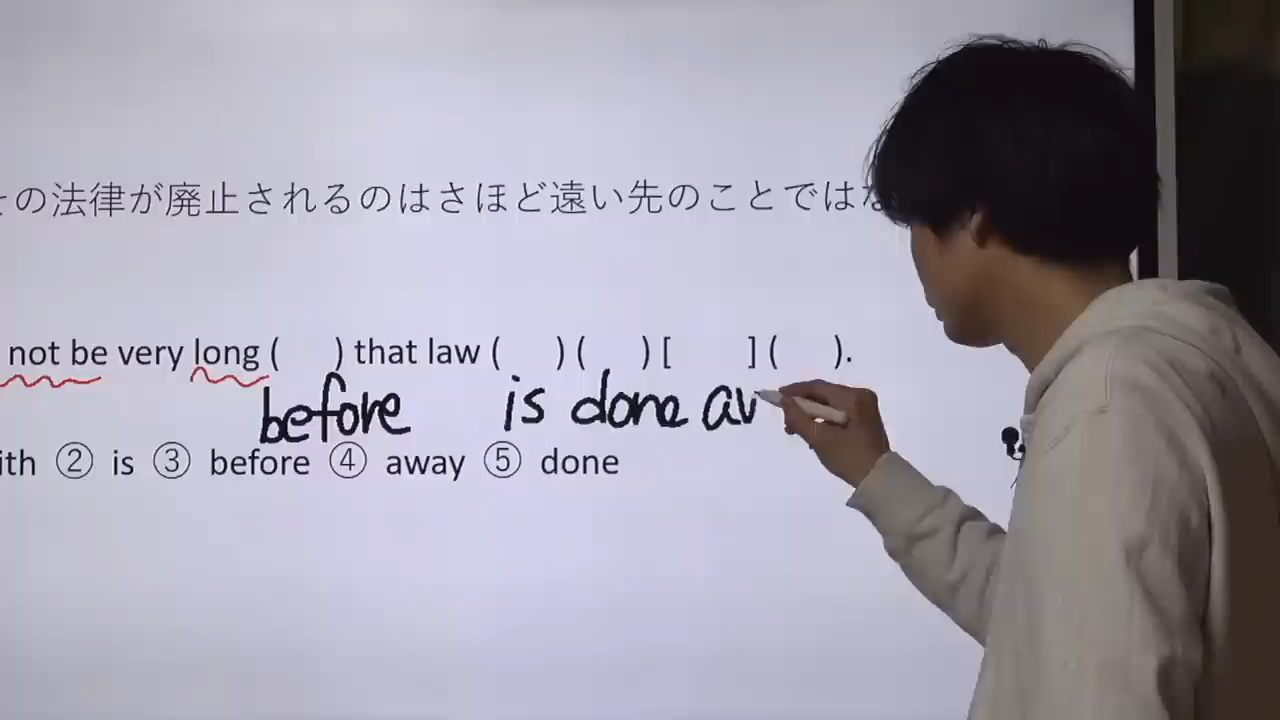 の法律が廃止されるのはさほど遠い先のことでは
not be very long ( ) that law ( ) ( ) [ ] ( ).
before is done av
ith ② is ③ before ④ away ⑤ done